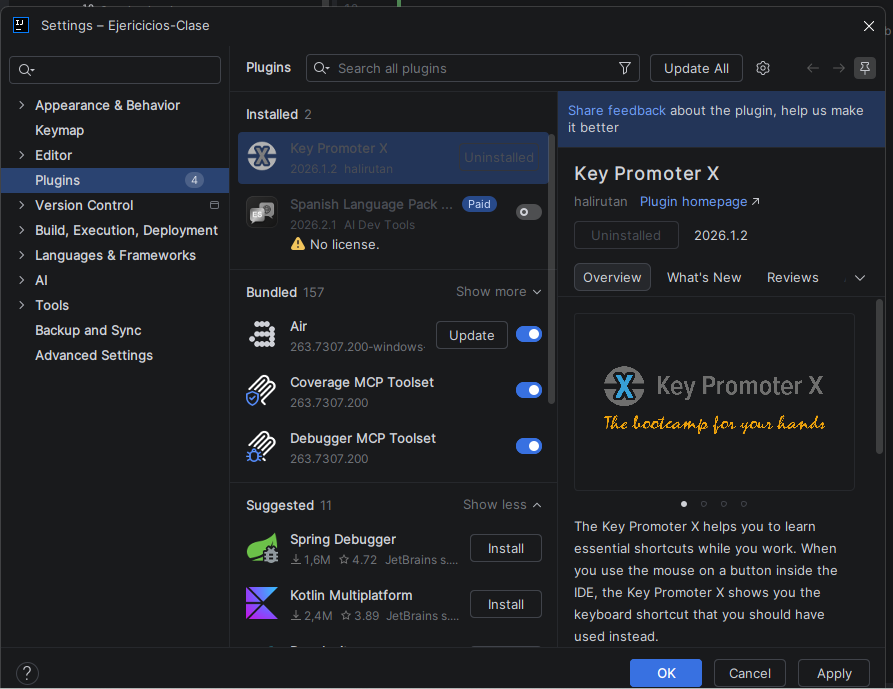 Settings – Ejericicios-Clase
Appearance & Behavior
Keymap
Editor
Plugins 4
Version Control
Build, Execution, Deployment
Languages & Frameworks
AI
Tools
Backup and Sync
Advanced Settings
Plugins
Search all plugins
Update All
Installed 2
Key Promoter X
2026.1.2 halirutan
Uninstalled
Spanish Language Pack ... Paid
2026.2.1 AI Dev Tools
No license.
Bundled 157 Show more
Air
263.7307.200-windows-
Update
Coverage MCP Toolset
263.7307.200
Debugger MCP Toolset
263.7307.200
Suggested 11 Show less
Spring Debugger
1,6M 4.72 JetBrains s....
Install
Kotlin Multiplatform
2,4M 3.89 JetBrains s....
Install
Share feedback about the plugin, help us make
it better
Key Promoter X
halirutan Plugin homepage
Uninstalled 2026.1.2
Overview What's New Reviews
Key Promoter X
The bootcamp for your hands
The Key Promoter X helps you to learn
essential shortcuts while you work. When
you use the mouse on a button inside the
IDE, the Key Promoter X shows you the
keyboard shortcut that you should have
used instead.
?
OK
Cancel
Apply